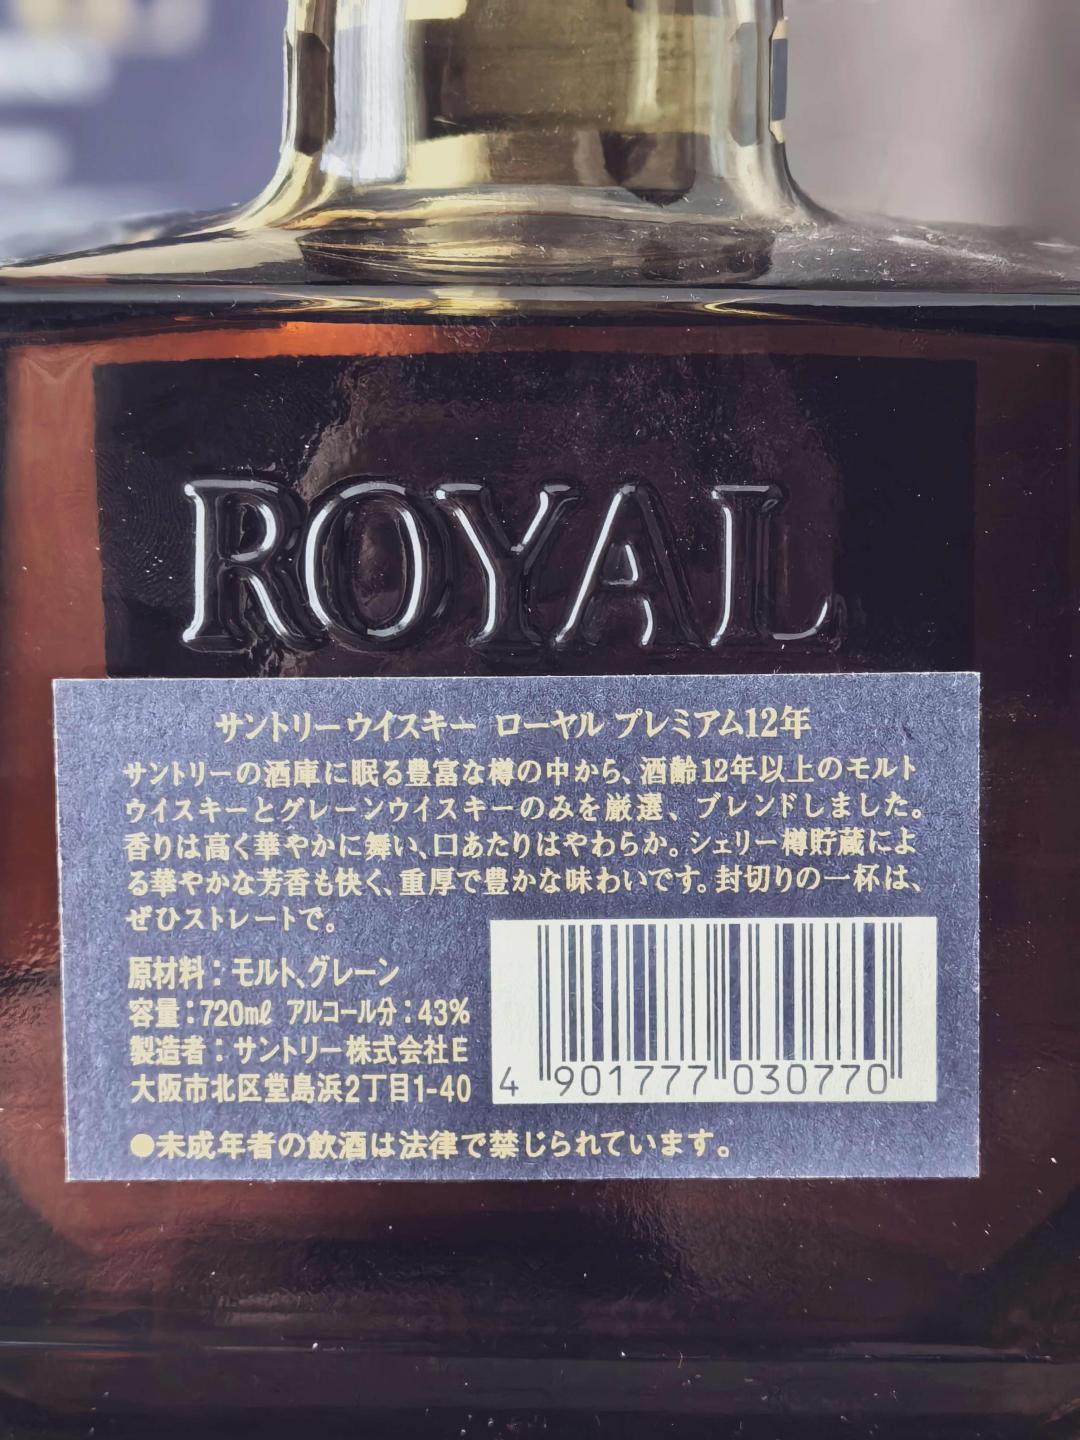 ROYAL
サントリーウイスキー ローヤル プレミアム12年
サントリーの酒庫に眠る豊富な樽の中から、酒齢12年以上のモルト
ウイスキーとグレーンウイスキーのみを厳選、ブレンドしました。
香りは高く華やかに舞い、口あたりはやわらか。シェリー樽貯蔵によ
る華やかな芳香も快く、重厚で豊かな味わいです。封切りの一杯は、
ぜひストレートで。
原材料：モルト、グレーン
容量：720mℓ アルコール分：43%
製造者：サントリー株式会社E
大阪市北区堂島浜2丁目1-40
4 901777 030770
●未成年者の飲酒は法律で禁じられています。